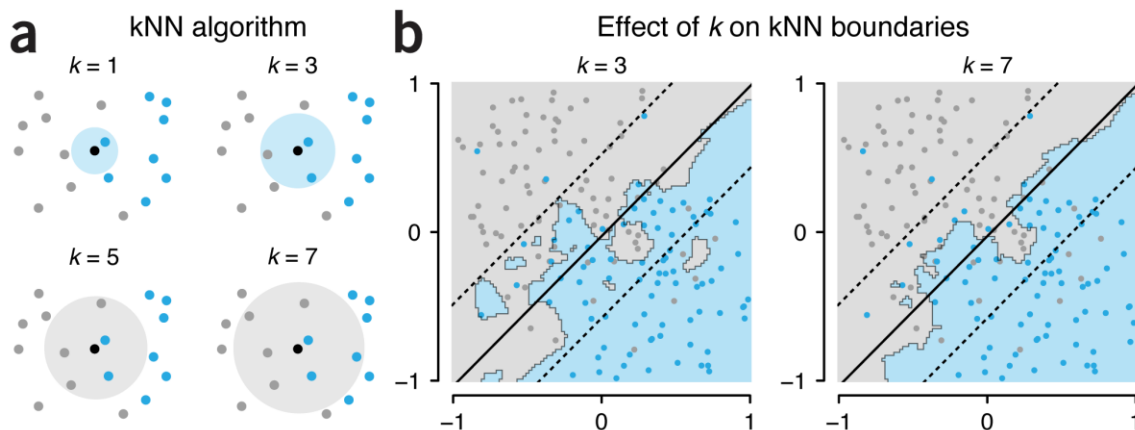 a
kNN algorithm
k = 1
k = 3
k = 5
k = 7
b
Effect of k on kNN boundaries
k = 3
k = 7
1
0
−1
−1
0
1
1
0
−1
−1
0
1